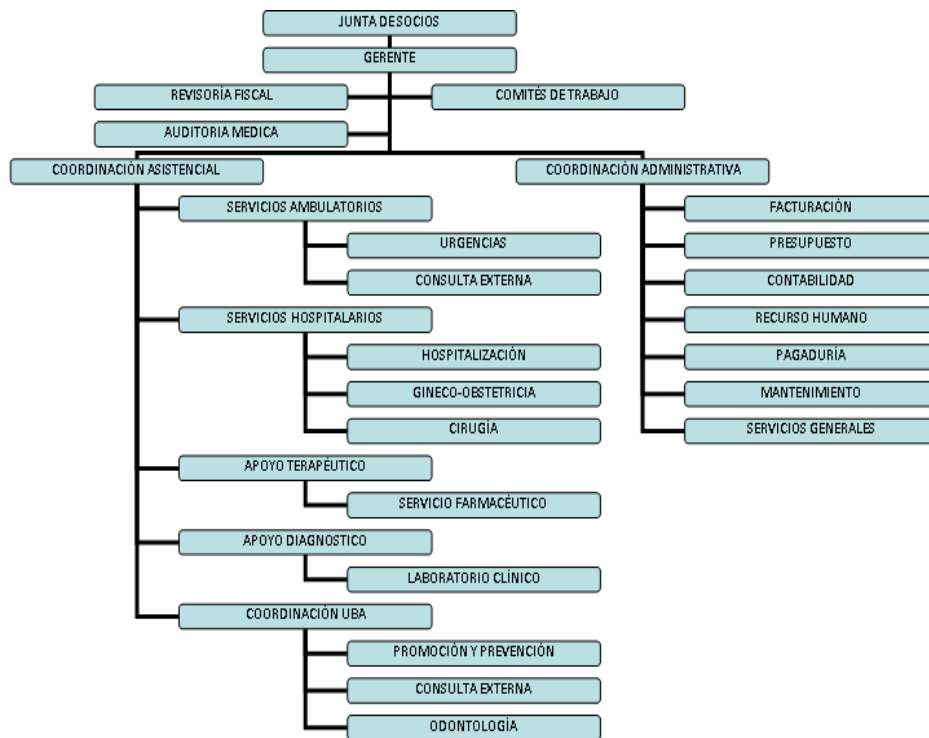 JUNTA DE SOCIOS
GERENTE
REVISORÍA FISCAL
COMITÉS DE TRABAJO
AUDITORIA MEDICA
COORDINACIÓN ASISTENCIAL
COORDINACIÓN ADMINISTRATIVA
SERVICIOS AMBULATORIOS
URGENCIAS
CONSULTA EXTERNA
SERVICIOS HOSPITALARIOS
HOSPITALIZACIÓN
GINECO-OBSTETRICIA
CIRUGÍA
APOYO TERAPÉUTICO
SERVICIO FARMACÉUTICO
APOYO DIAGNOSTICO
LABORATORIO CLÍNICO
COORDINACIÓN UBA
PROMOCIÓN Y PREVENCIÓN
CONSULTA EXTERNA
ODONTOLOGÍA
FACTURACIÓN
PRESUPUESTO
CONTABILIDAD
RECURSO HUMANO
PAGADURÍA
MANTENIMIENTO
SERVICIOS GENERALES